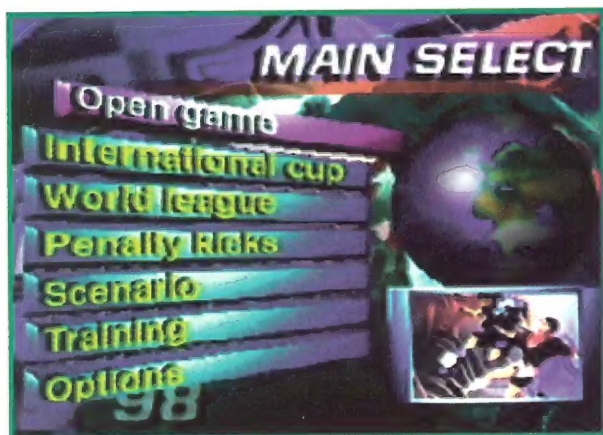 MAIN SELECT
Open game
International cup
World league
Penalty Kicks
Scenario
Training
Options
98